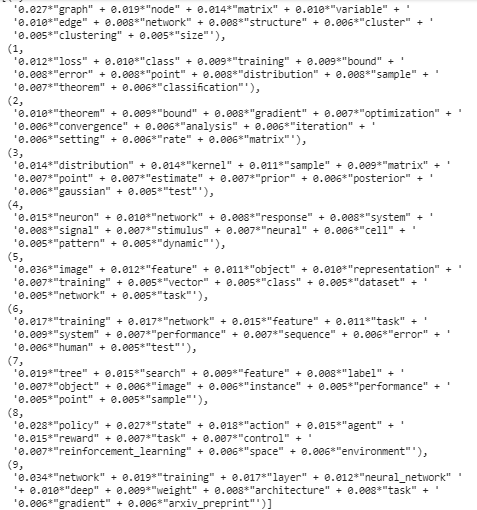 '0.027*"graph" + 0.019*"node" + 0.014*"matrix" + 0.010*"variable" + '
'0.010*"edge" + 0.008*"network" + 0.008*"structure" + 0.006*"cluster" + '
'0.005*"clustering" + 0.005*"size"'),
(1,
'0.012*"loss" + 0.010*"class" + 0.009*"training" + 0.009*"bound" + '
'0.008*"error" + 0.008*"point" + 0.008*"distribution" + 0.008*"sample" + '
'0.007*"theorem" + 0.006*"classification"'),
(2,
'0.010*"theorem" + 0.009*"bound" + 0.008*"gradient" + 0.007*"optimization" + '
'0.006*"convergence" + 0.006*"analysis" + 0.006*"iteration" + '
'0.006*"setting" + 0.006*"rate" + 0.006*"matrix"'),
(3,
'0.014*"distribution" + 0.014*"kernel" + 0.011*"sample" + 0.009*"matrix" + '
'0.007*"point" + 0.007*"estimate" + 0.007*"prior" + 0.006*"posterior" + '
'0.006*"gaussian" + 0.005*"test"'),
(4,
'0.015*"neuron" + 0.010*"network" + 0.008*"response" + 0.008*"system" + '
'0.008*"signal" + 0.007*"stimulus" + 0.007*"neural" + 0.006*"cell" + '
'0.005*"pattern" + 0.005*"dynamic"'),
(5,
'0.036*"image" + 0.012*"feature" + 0.011*"object" + 0.010*"representation" + '
'0.007*"training" + 0.005*"vector" + 0.005*"class" + 0.005*"dataset" + '
'0.005*"network" + 0.005*"task"'),
(6,
'0.017*"training" + 0.017*"network" + 0.015*"feature" + 0.011*"task" + '
'0.009*"system" + 0.007*"performance" + 0.007*"sequence" + 0.006*"error" + '
'0.006*"human" + 0.005*"test"'),
(7,
'0.019*"tree" + 0.015*"search" + 0.009*"feature" + 0.008*"label" + '
'0.007*"object" + 0.006*"image" + 0.006*"instance" + 0.005*"performance" + '
'0.005*"point" + 0.005*"sample"'),
(8,
'0.028*"policy" + 0.027*"state" + 0.018*"action" + 0.015*"agent" + '
'0.015*"reward" + 0.007*"task" + 0.007*"control" + '
'0.007*"reinforcement_learning" + 0.006*"space" + 0.006*"environment"'),
(9,
'0.034*"network" + 0.019*"training" + 0.017*"layer" + 0.012*"neural_network" '
'+ 0.010*"deep" + 0.009*"weight" + 0.008*"architecture" + 0.008*"task" + '
'0.006*"gradient" + 0.006*"arxiv_preprint"')]